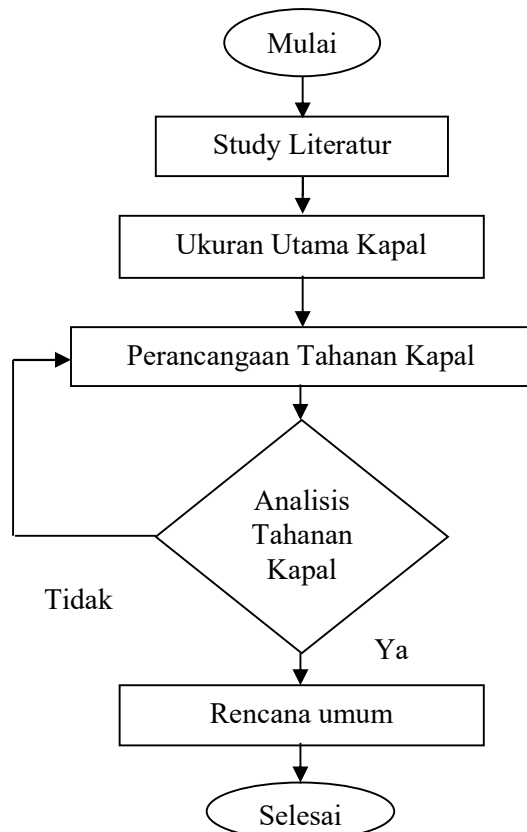 Mulai
Study Literatur
Ukuran Utama Kapal
Perancangaan Tahanan Kapal
Analisis
Tahanan
Kapal
Tidak
Ya
Rencana umum
Selesai